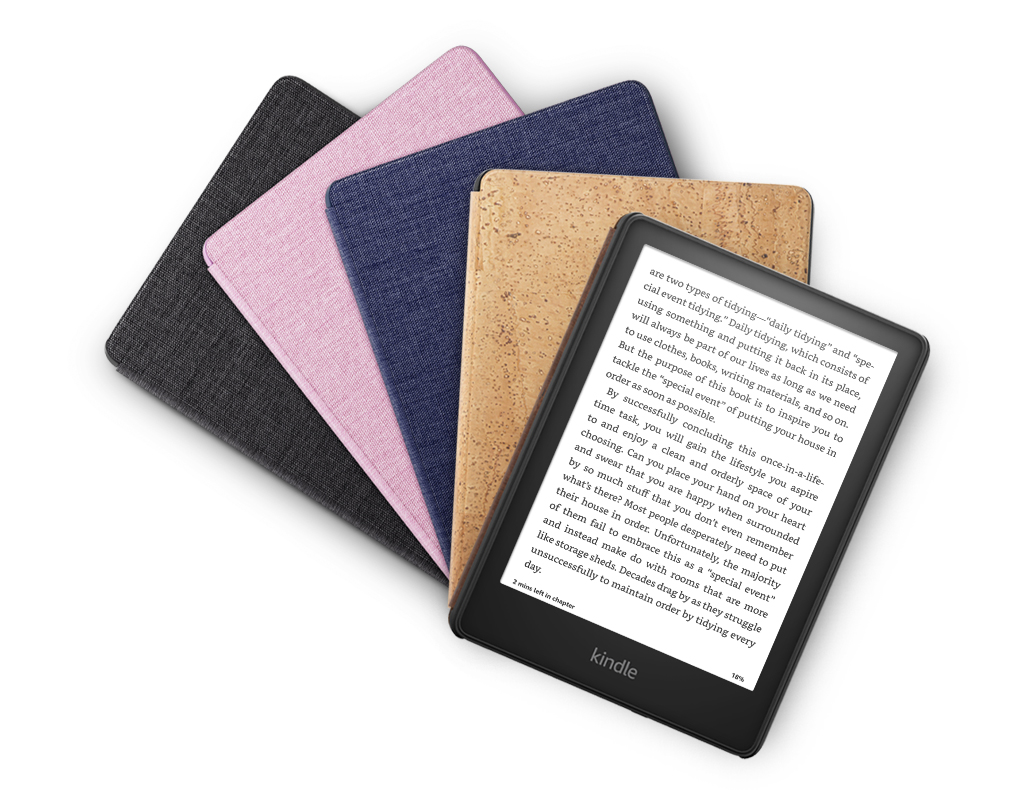 are two types of tidying—“daily tidying” and “spe-
cial event tidying.” Daily tidying, which consists of
using something and putting it back in its place,
will always be part of our lives as long as we need
to use clothes, books, writing materials, and so on.
But the purpose of this book is to inspire you to
tackle the “special event” of putting your house in
order as soon as possible.
By successfully concluding this once-in-a-life-
time task, you will gain the lifestyle you aspire
to and enjoy a clean and orderly space of your
choosing. Can you place your hand on your heart
and swear that you are happy when surrounded
by so much stuff that you don’t even remember
what’s there? Most people desperately need to put
their house in order. Unfortunately, the majority
of them fail to embrace this as a “special event”
and instead make do with rooms that are more
like storage sheds. Decades drag by as they struggle
unsuccessfully to maintain order by tidying every
day.
2 mins left in chapter
18%
kindle